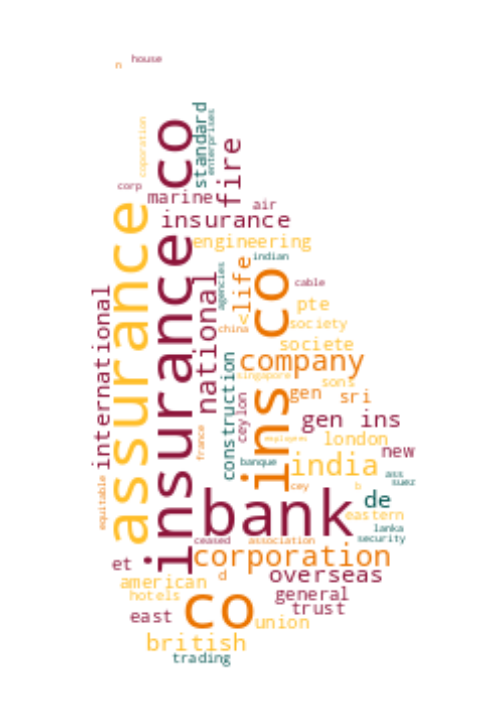 house
n
standard
enterprises
coporation
insurance co
fire
corp
marine
air
assurance
insurance
engineering
indian
life
ins co
agencies
national
cable
international
pte
v
society
china
societe
construction
company
singapore
sons
gen
sri
ceylon
gen ins
france
employees
london
new
banque
india
ass
suez
equitable
cey
b
bank
de
eastern
lanka
security
ceased
association
corporation
et
d
overseas
american
hotels
general
co
trust
east
union
british
trading